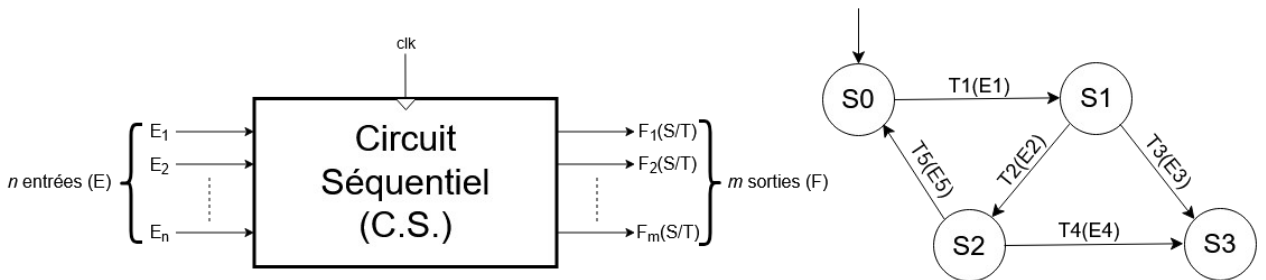 clk
n entrées (E)
E1
E2
En
Circuit
Séquentiel
(C.S.)
F1(S/T)
F2(S/T)
Fm(S/T)
m sorties (F)
S0
T1(E1)
S1
T5(E5)
T2(E2)
T3(E3)
S2
T4(E4)
S3